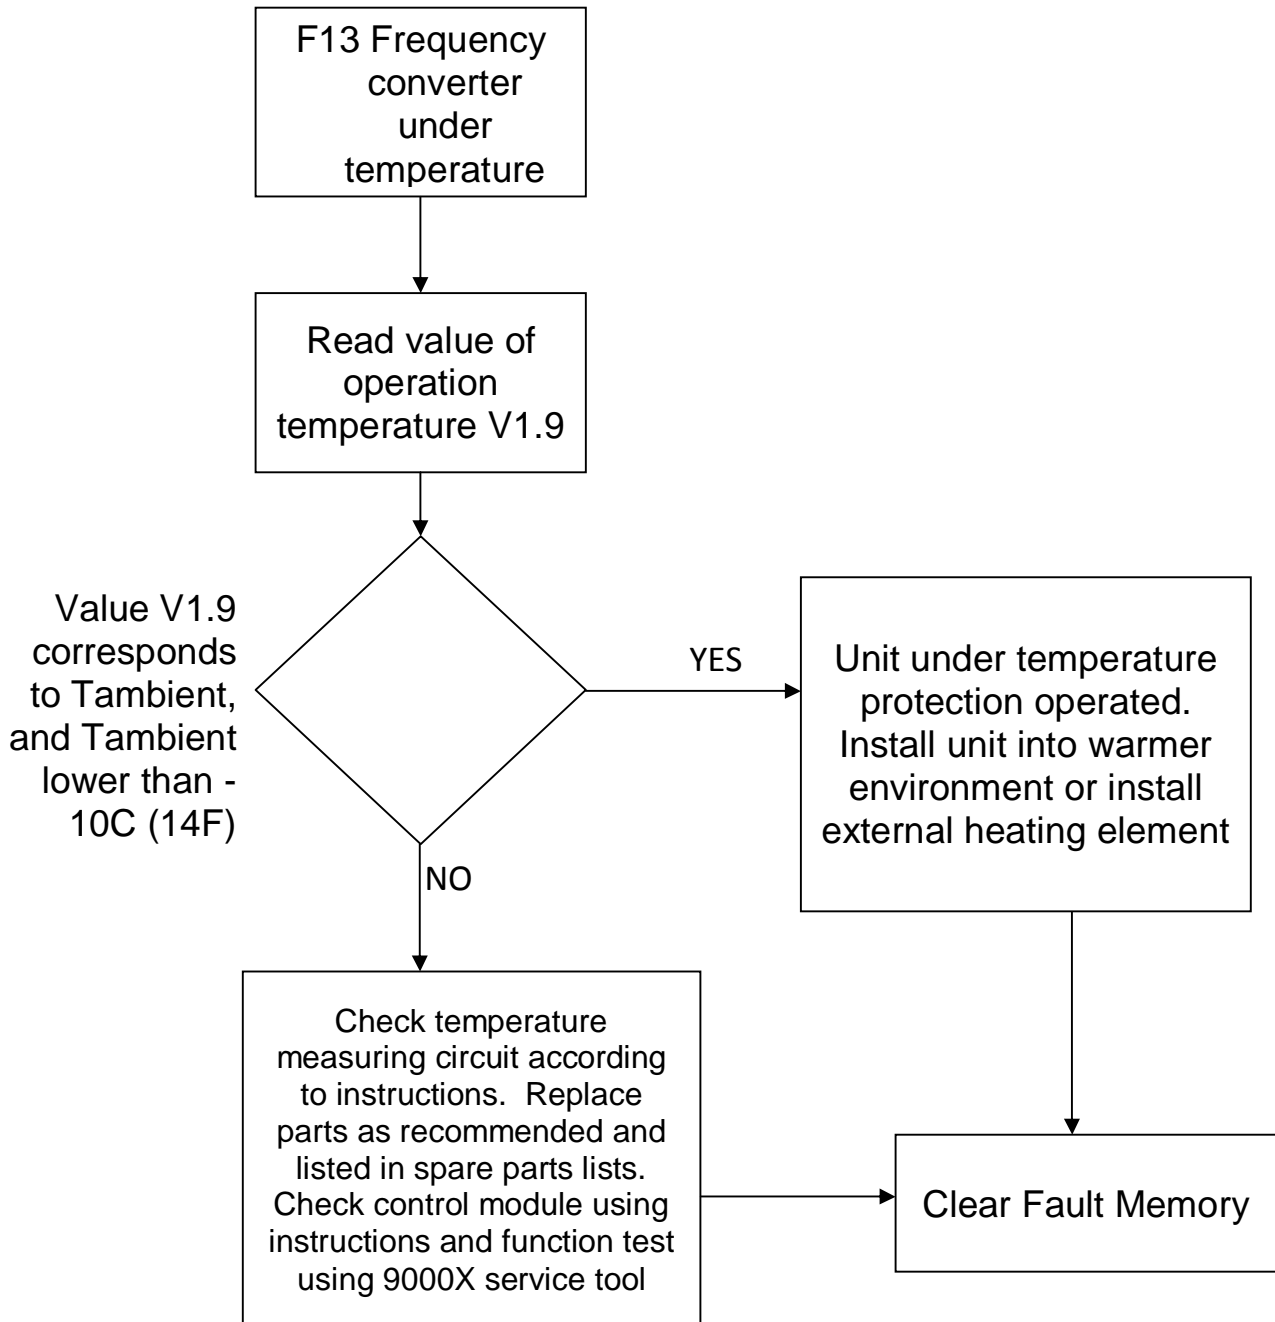 F13 Frequency
converter
under
temperature
Read value of
operation
temperature V1.9
Value V1.9
corresponds
to Tambient,
and Tambient
lower than -
10C (14F)
YES
Unit under temperature
protection operated.
Install unit into warmer
environment or install
external heating element
NO
Check temperature
measuring circuit according
to instructions.  Replace
parts as recommended and
listed in spare parts lists.
Check control module using
instructions and function test
using 9000X service tool
Clear Fault Memory